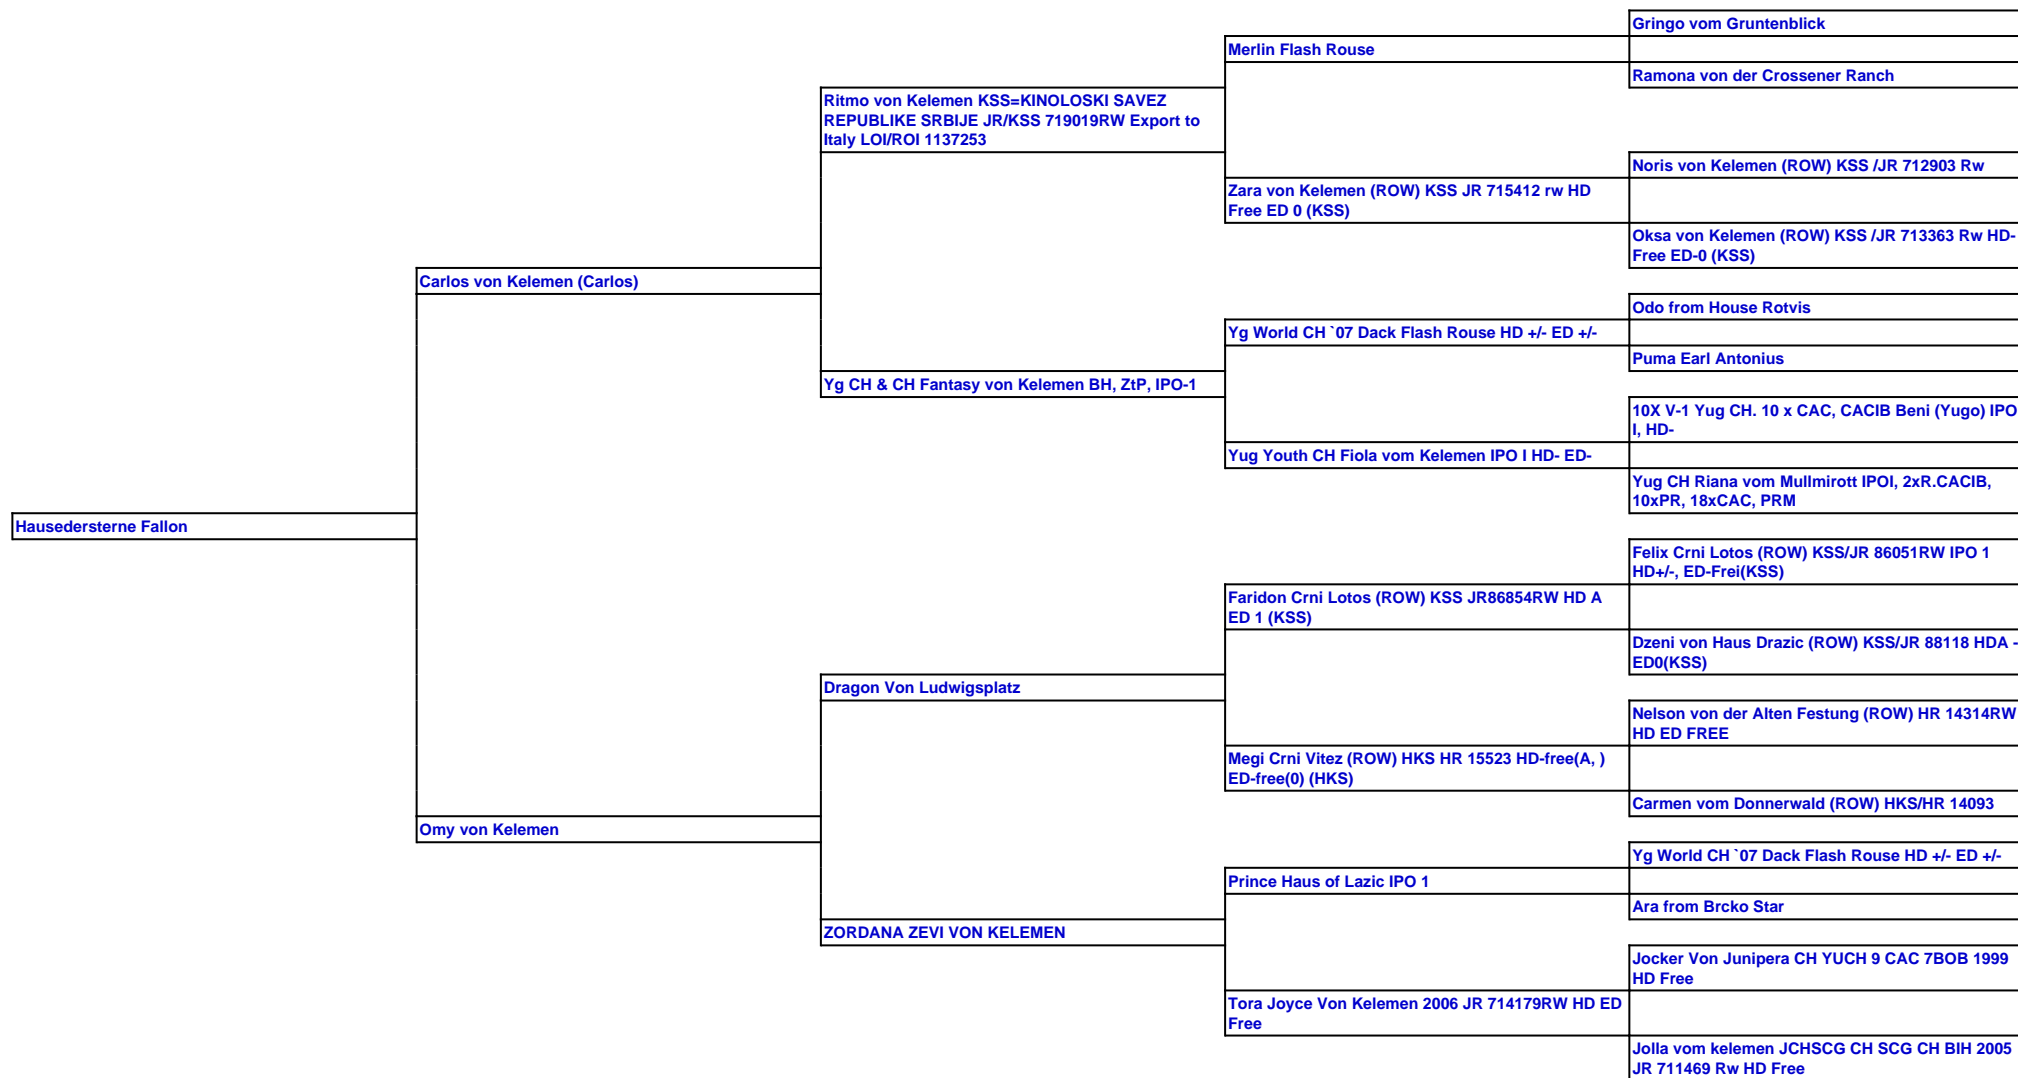 Gringo vom Gruntenblick
Merlin Flash Rouse
Ramona von der Crossener Ranch
Ritmo von Kelemen KSS=KINOLOSKI SAVEZ
REPUBLIKE SRBIJE JR/KSS 719019RW Export to
Italy LOI/ROI 1137253
Noris von Kelemen (ROW) KSS /JR 712903 Rw
Zara von Kelemen (ROW) KSS JR 715412 rw HD
Free ED 0 (KSS)
Oksa von Kelemen (ROW) KSS /JR 713363 Rw HD-
Free ED-0 (KSS)
Carlos von Kelemen (Carlos)
Odo from House Rotvis
Yg World CH `07 Dack Flash Rouse HD +/- ED +/-
Puma Earl Antonius
Yg CH & CH Fantasy von Kelemen BH, ZtP, IPO-1
10X V-1 Yug CH. 10 x CAC, CACIB Beni (Yugo) IPO
I, HD-
Yug Youth CH Fiola vom Kelemen IPO I HD- ED-
Yug CH Riana vom Mullmirott IPOI, 2xR.CACIB,
10xPR, 18xCAC, PRM
Hausedersterne Fallon
Felix Crni Lotos (ROW) KSS/JR 86051RW IPO 1
HD+/-, ED-Frei(KSS)
Faridon Crni Lotos (ROW) KSS JR86854RW HD A
ED 1 (KSS)
Dzeni von Haus Drazic (ROW) KSS/JR 88118 HDA -
ED0(KSS)
Dragon Von Ludwigsplatz
Nelson von der Alten Festung (ROW) HR 14314RW
HD ED FREE
Megi Crni Vitez (ROW) HKS HR 15523 HD-free(A, )
ED-free(0) (HKS)
Carmen vom Donnerwald (ROW) HKS/HR 14093
Omy von Kelemen
Yg World CH `07 Dack Flash Rouse HD +/- ED +/-
Prince Haus of Lazic IPO 1
Ara from Brcko Star
ZORDANA ZEVI VON KELEMEN
Jocker Von Junipera CH YUCH 9 CAC 7BOB 1999
HD Free
Tora Joyce Von Kelemen 2006 JR 714179RW HD ED
Free
Jolla vom kelemen JCHSCG CH SCG CH BIH 2005
JR 711469 Rw HD Free